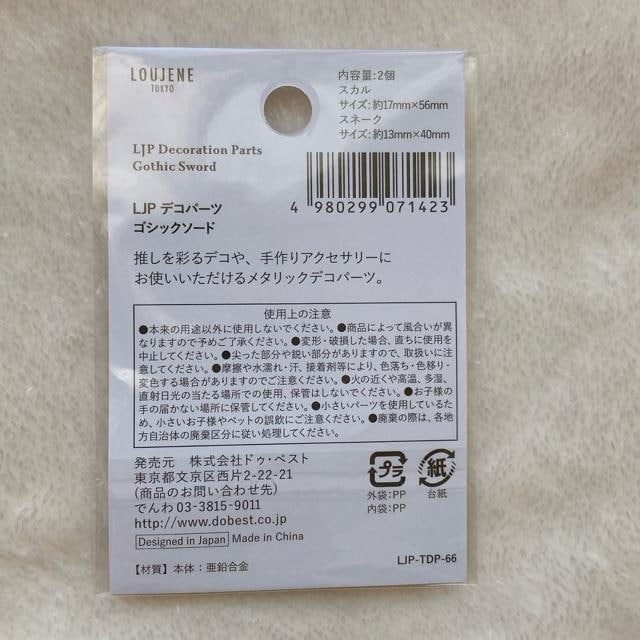 LOUJENE
TOKYO
内容量:2個
スカル
サイズ:約17mm×56mm
スネーク
サイズ:約13mm×40mm
LJP Decoration Parts
Gothic Sword
4 980299 071423
LJP デコパーツ
ゴシックソード
推しを彩るデコや、手作りアクセサリーに
お使いいただけるメタリックデコパーツ。
使用上の注意
●本来の用途以外に使用しないでください。●商品によって風合いが異
なりますので予めご了承ください。●変形・破損した場合、直ちに使用を
中止してください。●尖った部分や鋭い部分がありますので、取扱いに注
意してください。●摩擦や水濡れ・汗、接着剤等により、色落ち・色移り・
変色する場合がありますのでご注意ください。●火の近くや高温、多湿、
直射日光の当たる場所での使用、保管はしないでください。●お子様の
手の届かない場所に保管してください。●小さいパーツを使用しているた
め、小さいお子様やペットの誤飲にご注意ください。●廃棄の際は、各地
方自治体の廃棄区分に従い処理してください。
発売元 株式会社ドゥ・ベスト
東京都文京区西片2-22-21
(商品のお問い合わせ先)
でんわ 03-3815-9011
http://www.dobest.co.jp
Designed in Japan Made in China
プラ
外袋:PP
内袋:PP
紙
台紙
LJP-TDP-66
【材質】本体:亜鉛合金